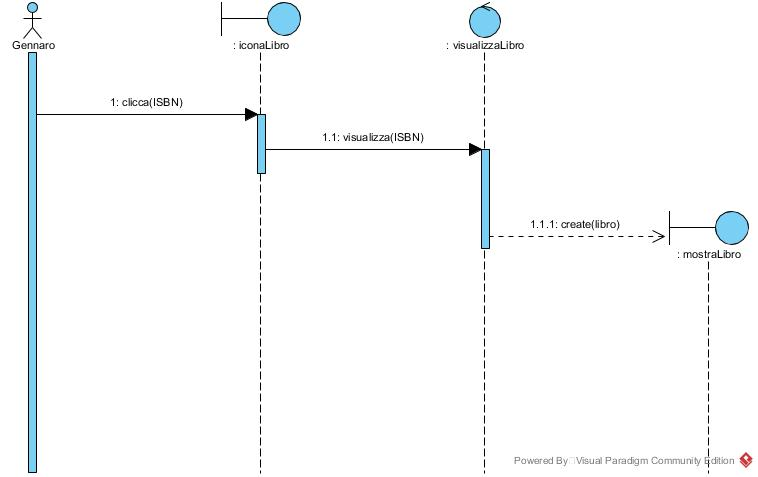 Gennaro
: iconaLibro
: visualizzaLibro
1: clicca(ISBN)
1.1: visualizza(ISBN)
1.1.1: create(libro)
: mostraLibro
Powered By Visual Paradigm Community Edition